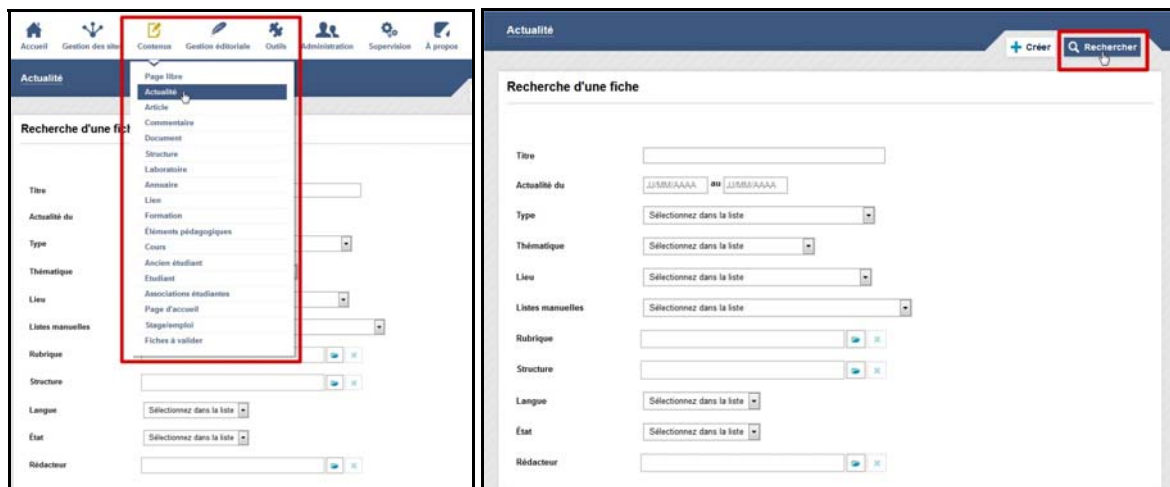 Accueil Gestion des sites Contenus Gestion éditoriale Outils Administration Supervision À propos
Actualité
Page libre
Actualité
Article
Commentaire
Document
Structure
Laboratoire
Annuaire
Lien
Formation
Éléments pédagogiques
Cours
Ancien étudiant
Etudiant
Associations étudiantes
Page d'accueil
Stage/emploi
Fiches à valider
Recherche d'une fich
Titre
Actualité du
Type
Thématique
Lieu
Listes manuelles
Rubrique
Structure
Langue Sélectionnez dans la liste
État Sélectionnez dans la liste
Rédacteur
Actualité
Créer Rechercher
Recherche d'une fiche
Titre
Actualité du JJ/MM/AAAA au JJ/MM/AAAA
Type Sélectionnez dans la liste
Thématique Sélectionnez dans la liste
Lieu Sélectionnez dans la liste
Listes manuelles Sélectionnez dans la liste
Rubrique
Structure
Langue Sélectionnez dans la liste
État Sélectionnez dans la liste
Rédacteur